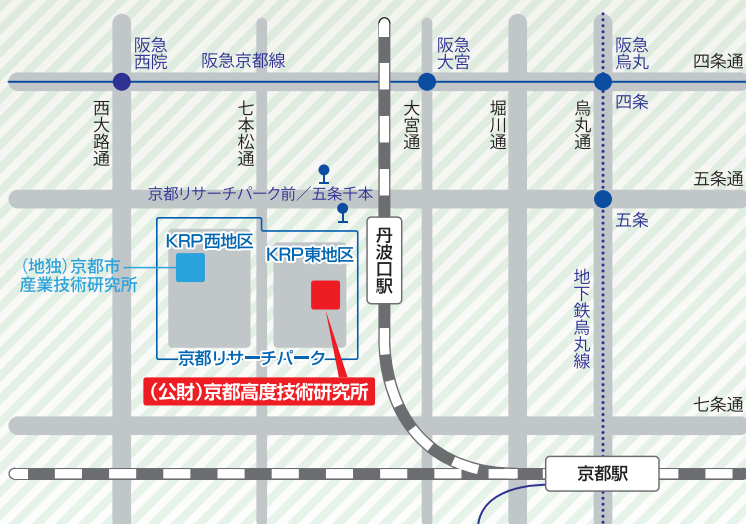 阪急
西院
阪急京都線
阪急
大宮
阪急
烏丸
四条通
四条
西大路通
七本松通
大宮通
堀川通
烏丸通
五条通
京都リサーチパーク前／五条千本
五条
KRP西地区
KRP東地区
丹波口駅
（地独）京都市
産業技術研究所
地下鉄烏丸線
京都リサーチパーク
（公財）京都高度技術研究所
七条通
京都駅